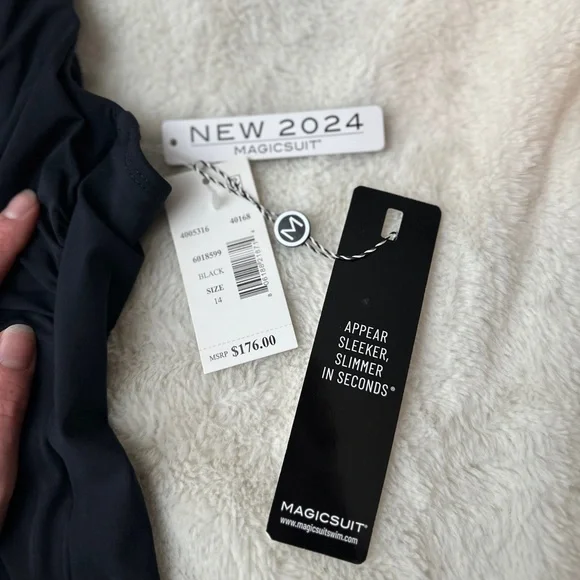 NEW 2024
MAGICSUIT®
4005316 40168
6018599
BLACK
SIZE
14
MSRP $176.00
M
APPEAR
SLEEKER,
SLIMMER
IN SECONDS®
MAGICSUIT®
www.magicsuitswim.com